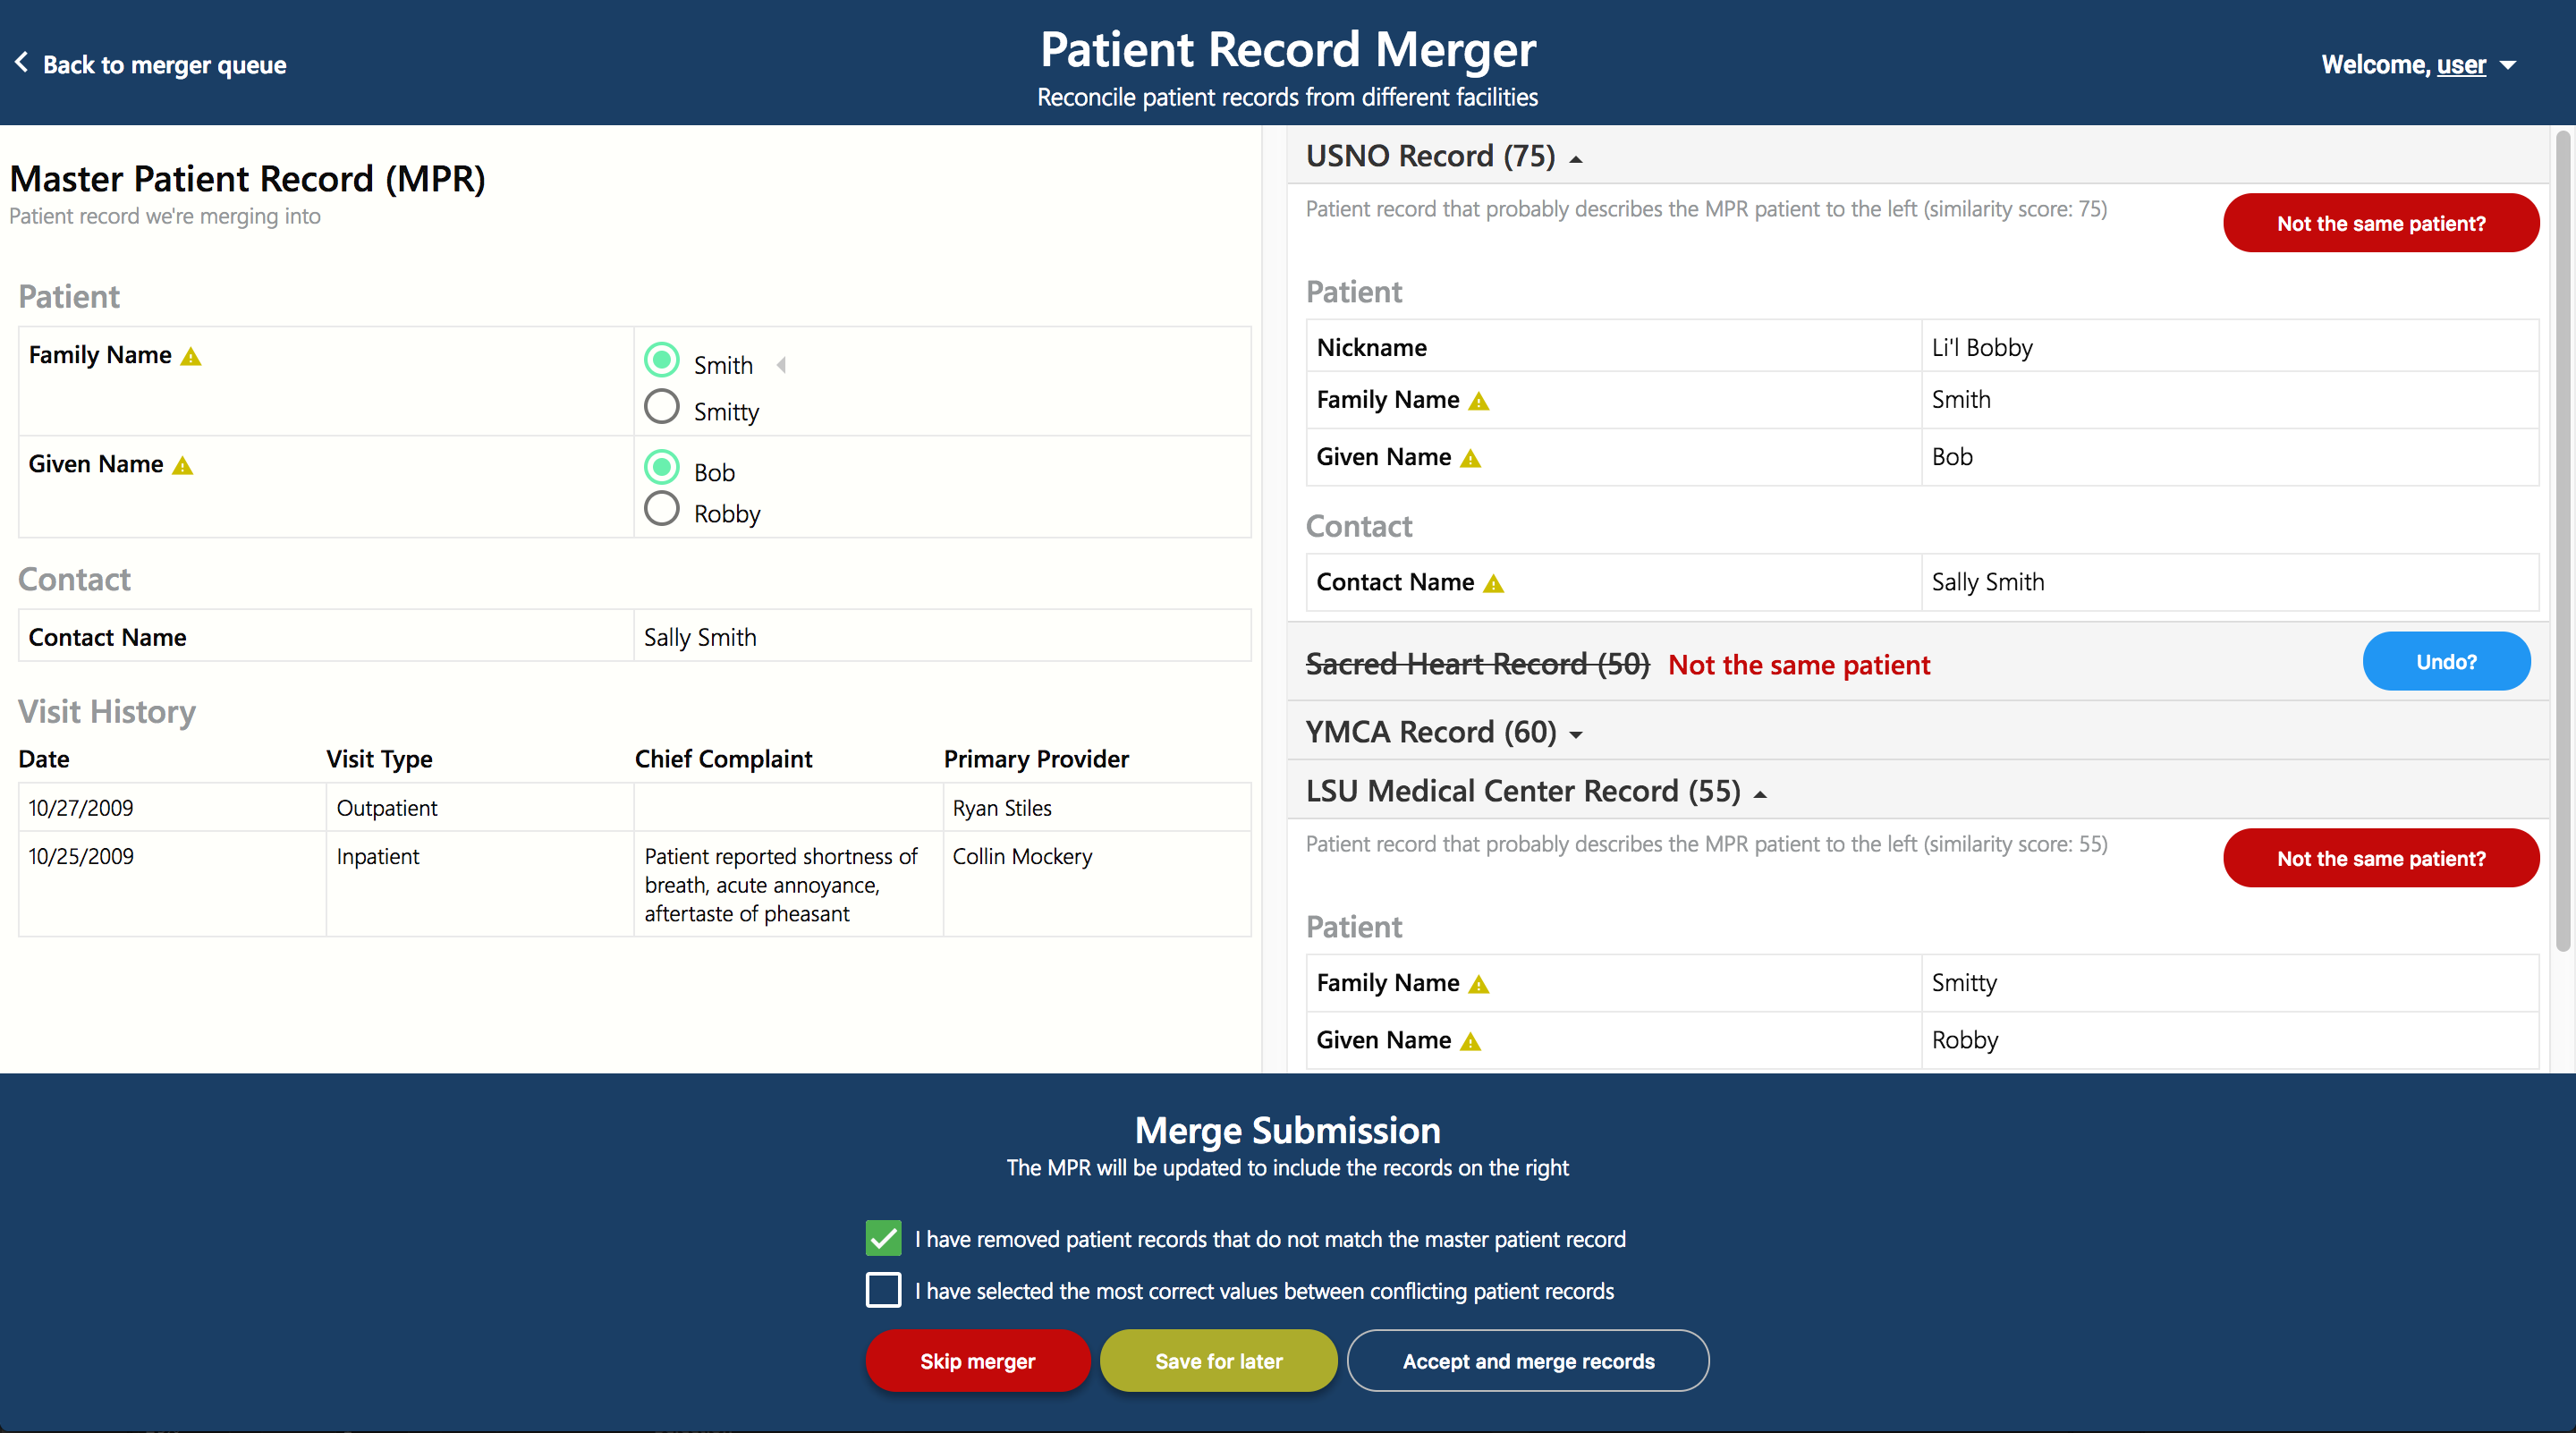 Back to merger queue
Patient Record Merger
Reconcile patient records from different facilities
Welcome, user
Master Patient Record (MPR)
Patient record we're merging into
Patient
Family Name
Smith
Smitty
Given Name
Bob
Robby
Contact
Contact Name Sally Smith
Visit History
Date Visit Type Chief Complaint Primary Provider
10/27/2009 Outpatient Ryan Stiles
10/25/2009 Inpatient Patient reported shortness of Collin Mockery
breath, acute annoyance,
aftertaste of pheasant
USNO Record (75)
Patient record that probably describes the MPR patient to the left (similarity score: 75)
Not the same patient?
Patient
Nickname Li'l Bobby
Family Name Smith
Given Name Bob
Contact
Contact Name Sally Smith
Sacred Heart Record (50) Not the same patient
Undo?
YMCA Record (60)
LSU Medical Center Record (55)
Patient record that probably describes the MPR patient to the left (similarity score: 55)
Not the same patient?
Patient
Family Name Smitty
Given Name Robby
Merge Submission
The MPR will be updated to include the records on the right
I have removed patient records that do not match the master patient record
I have selected the most correct values between conflicting patient records
Skip merger Save for later Accept and merge records